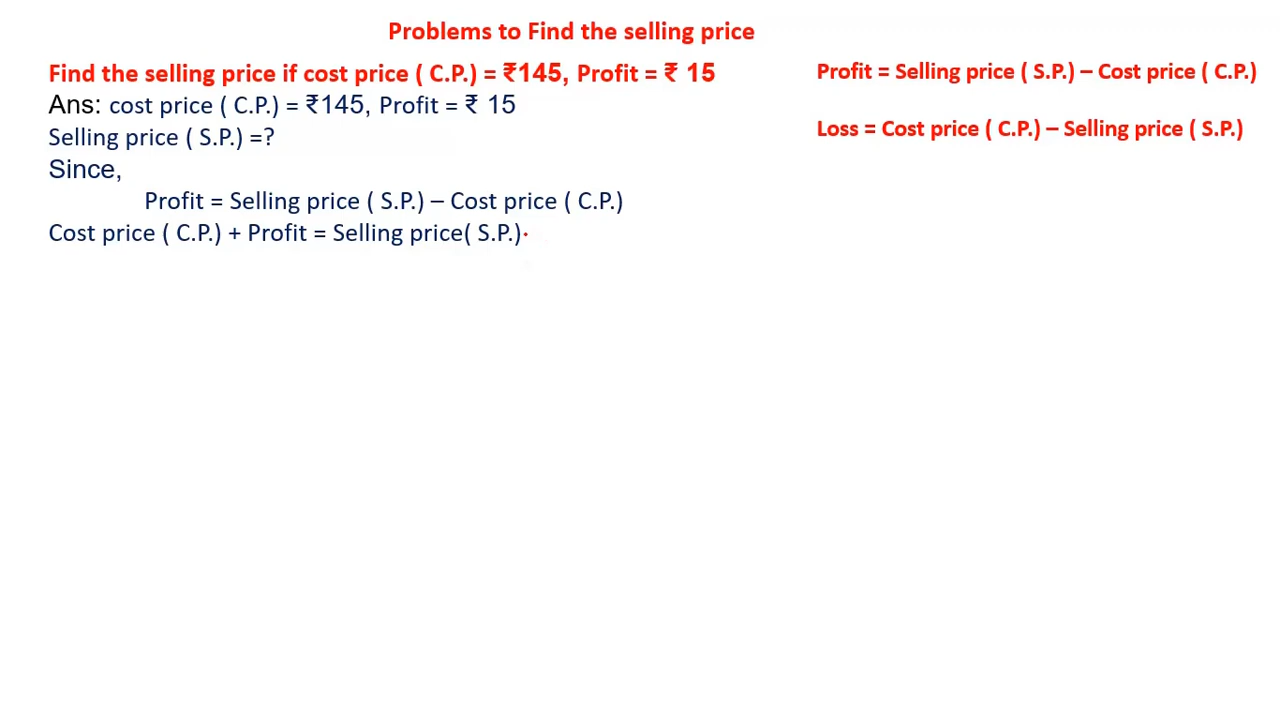 Problems to Find the selling price
Find the selling price if cost price ( C.P.) = ₹145, Profit = ₹ 15
Ans: cost price ( C.P.) = ₹145, Profit = ₹ 15
Selling price ( S.P.) =?
Since,
Profit = Selling price ( S.P.) – Cost price ( C.P.)
Cost price ( C.P.) + Profit = Selling price( S.P.)
Profit = Selling price ( S.P.) – Cost price ( C.P.)
Loss = Cost price ( C.P.) – Selling price ( S.P.)